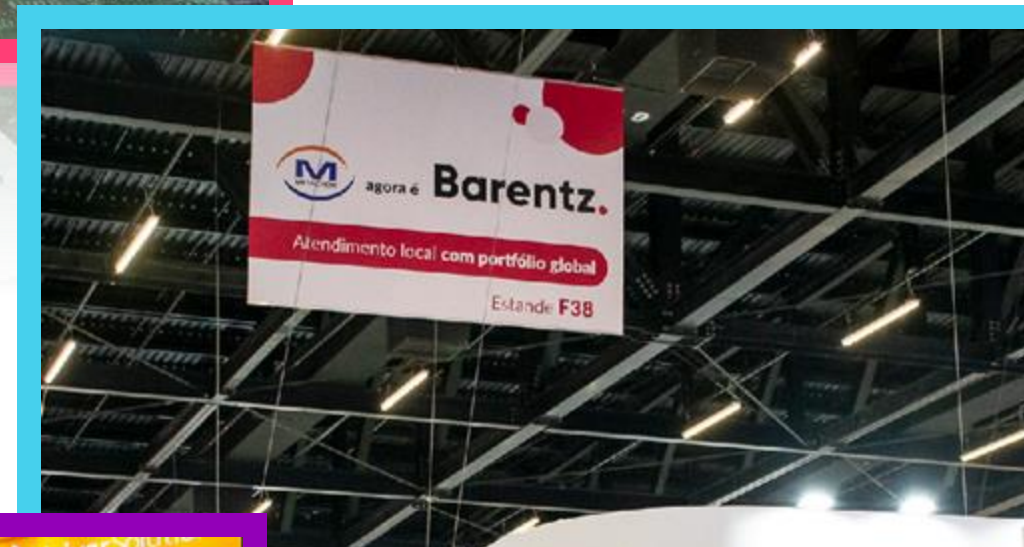 M
agora é Barentz.
Atendimento local com portfólio global
Estande F38